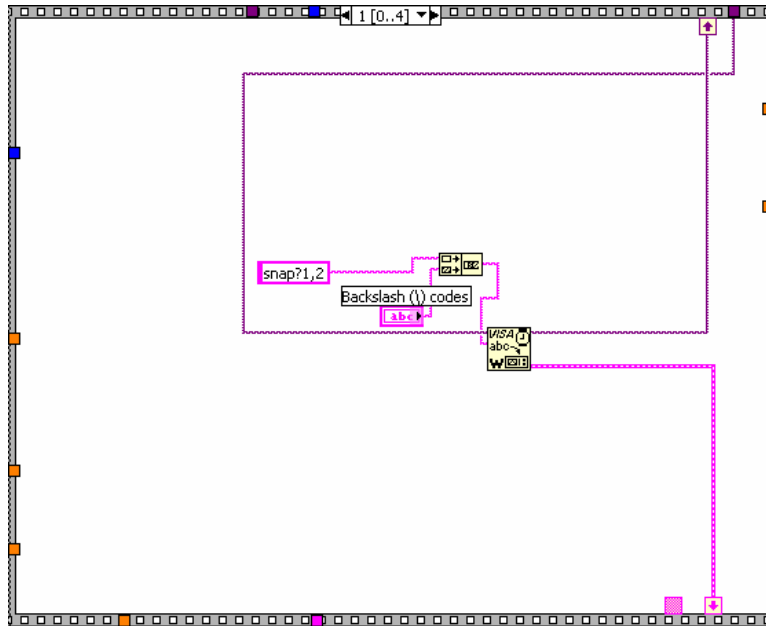 1 [0..4]
snap?1,2
Backslash (\) codes
abc
VISA
abc
W